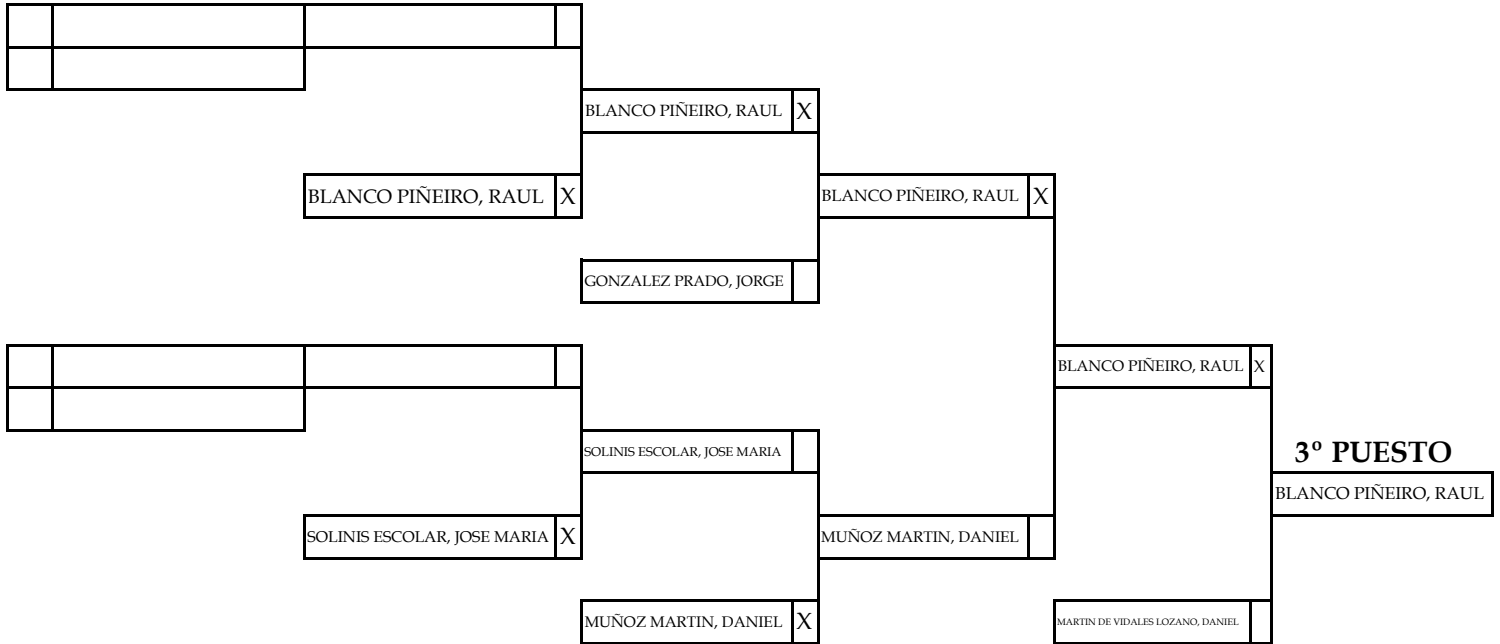 BLANCO PIÑEIRO, RAUL X
BLANCO PIÑEIRO, RAUL X
BLANCO PIÑEIRO, RAUL X
GONZALEZ PRADO, JORGE
BLANCO PIÑEIRO, RAUL X
SOLINIS ESCOLAR, JOSE MARIA
3º PUESTO
BLANCO PIÑEIRO, RAUL
SOLINIS ESCOLAR, JOSE MARIA X
MUÑOZ MARTIN, DANIEL
MUÑOZ MARTIN, DANIEL X
MARTIN DE VIDALES LOZANO, DANIEL